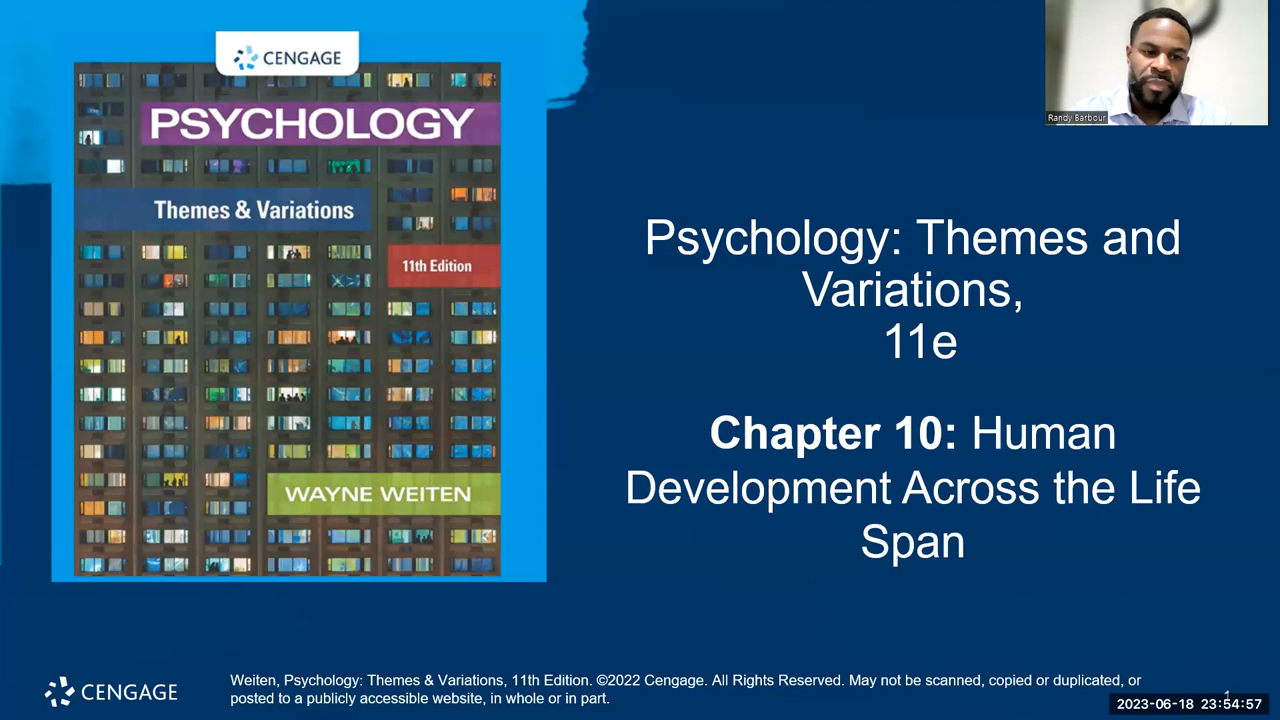 CENGAGE
PSYCHOLOGY
Themes & Variations
11th Edition
WAYNE WEITEN
Randy Barbour
Psychology: Themes and
Variations,
11e
Chapter 10: Human
Development Across the Life
Span
CENGAGE
Weiten, Psychology: Themes & Variations, 11th Edition. ©2022 Cengage. All Rights Reserved. May not be scanned, copied or duplicated, or
posted to a publicly accessible website, in whole or in part.
1
2023-06-18 23:54:57